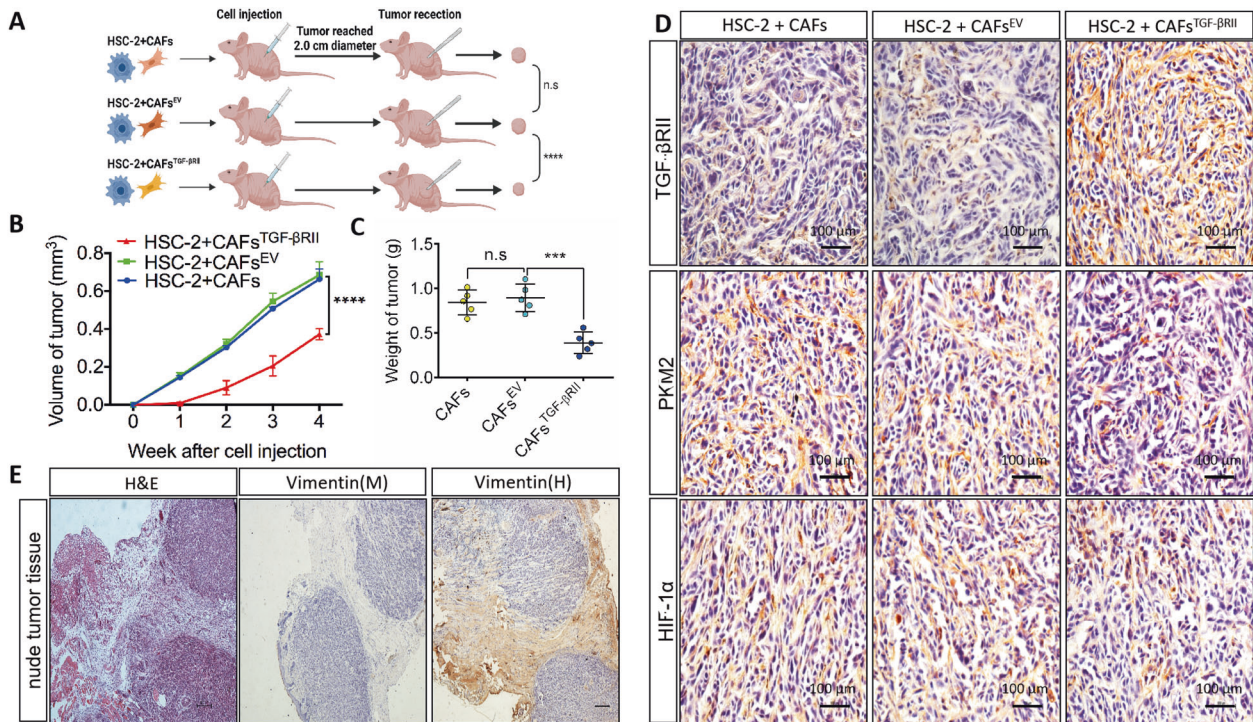 A
Cell injection
Tumor reached
2.0 cm diameter
Tumor recection
HSC-2+CAFs
n.s
HSC-2+CAFsEV
****
HSC-2+CAFsTGF-βRII
B
HSC-2+CAFsTGF-βRII
HSC-2+CAFsEV
HSC-2+CAFs
Volume of tumor (mm3)
0.8
0.6
0.4
0.2
0.0
0 1 2 3 4
Week after cell injection
****
C
Weight of tumor (g)
1.5
1.0
0.5
0.0
n.s
***
CAFs
CAFsEV
CAFsTGF-βRII
D
HSC-2 + CAFs
HSC-2 + CAFsEV
HSC-2 + CAFsTGF-βRII
TGF-βRII
100 μm
100 μm
100 μm
PKM2
100 μm
100 μm
100 μm
HIF-1α
100 μm
100 μm
100 μm
E
H&E
Vimentin(M)
Vimentin(H)
nude tumor tissue